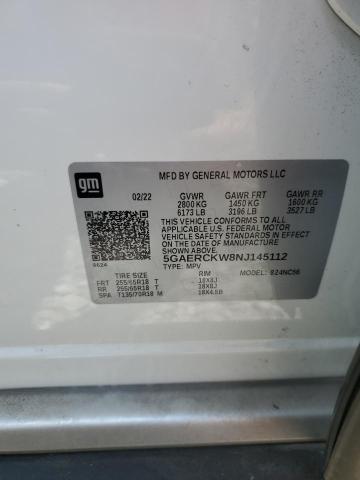 gm
MFD BY GENERAL MOTORS LLC
02/22 GVWR GAWR FRT GAWR RR
2800 KG 1450 KG 1600 KG
6173 LB 3196 LB 3527 LB
THIS VEHICLE CONFORMS TO ALL
APPLICABLE U.S. FEDERAL MOTOR
VEHICLE SAFETY STANDARDS IN EFFECT
ON THE DATE OF MANUFACTURE
SHOWN ABOVE.
5GAERCKW8NJ145112
TYPE: MPV MODEL:
TIRE SIZE RIM
FRT 255/65R18 T 18X8J
RR 255/65R18 T 18X8J
SPA T135/70R18 M 18X4.5B